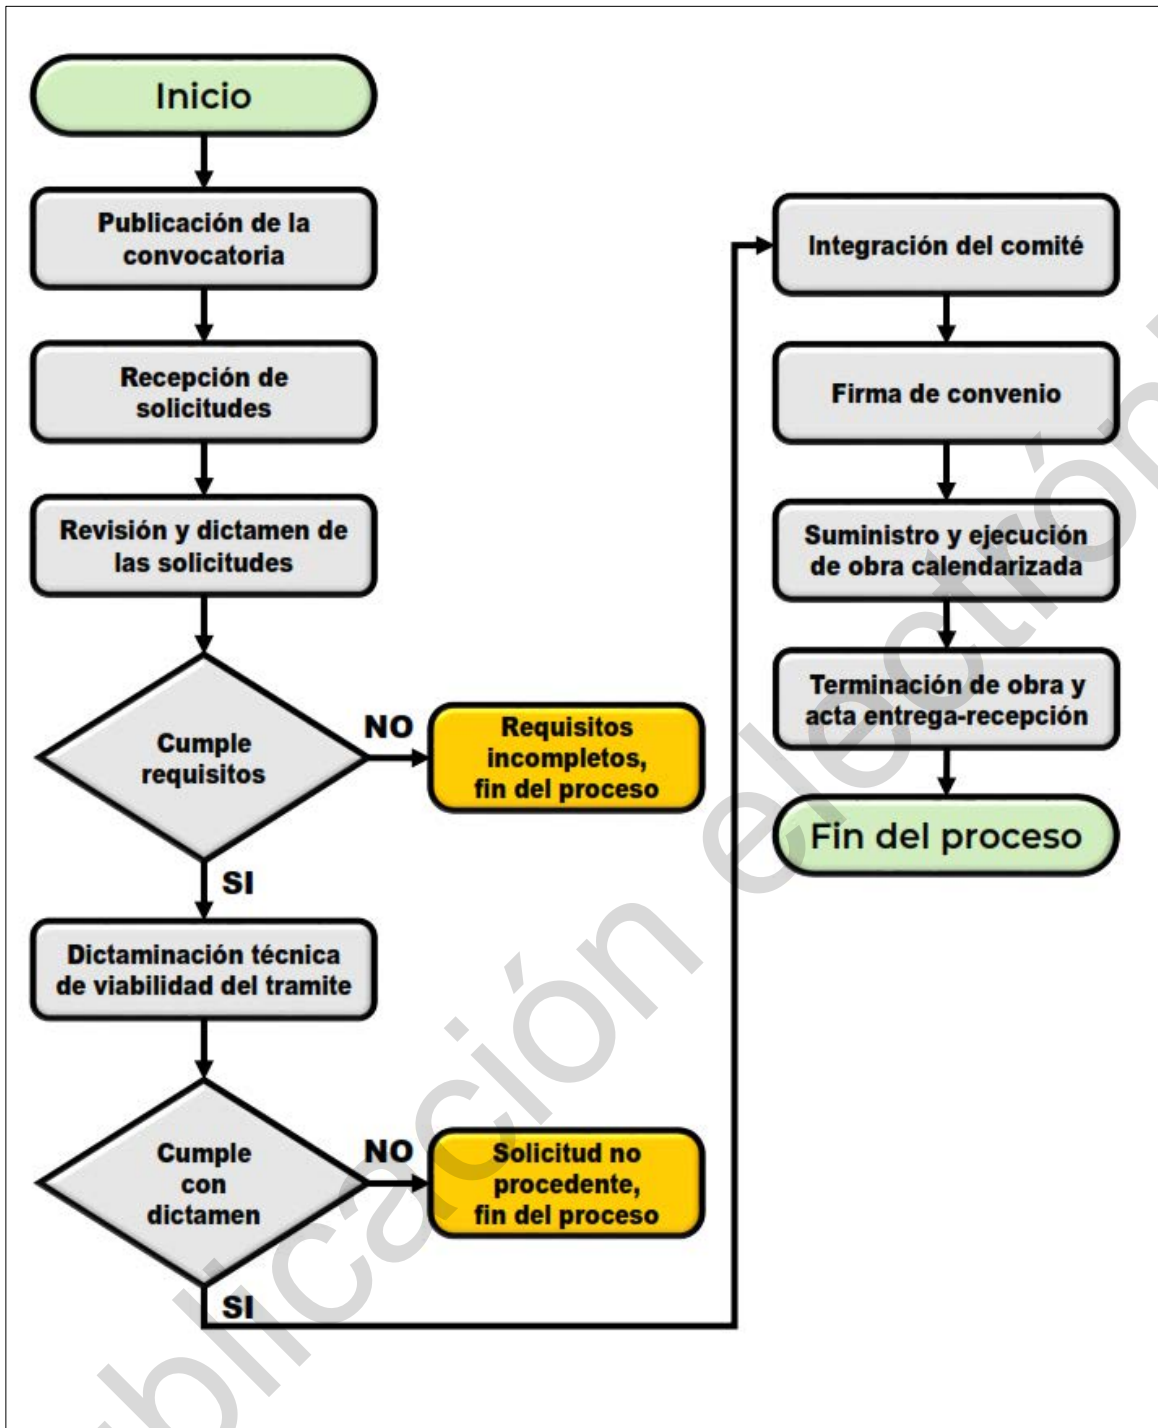 Inicio
Publicación de la
convocatoria
Recepción de
solicitudes
Revisión y dictamen de
las solicitudes
Cumple
requisitos
NO
Requisitos
incompletos,
fin del proceso
SI
Dictaminación técnica
de viabilidad del tramite
Cumple
con
dictamen
NO
Solicitud no
procedente,
fin del proceso
SI
Integración del comité
Firma de convenio
Suministro y ejecución
de obra calendarizada
Terminación de obra y
acta entrega-recepción
Fin del proceso